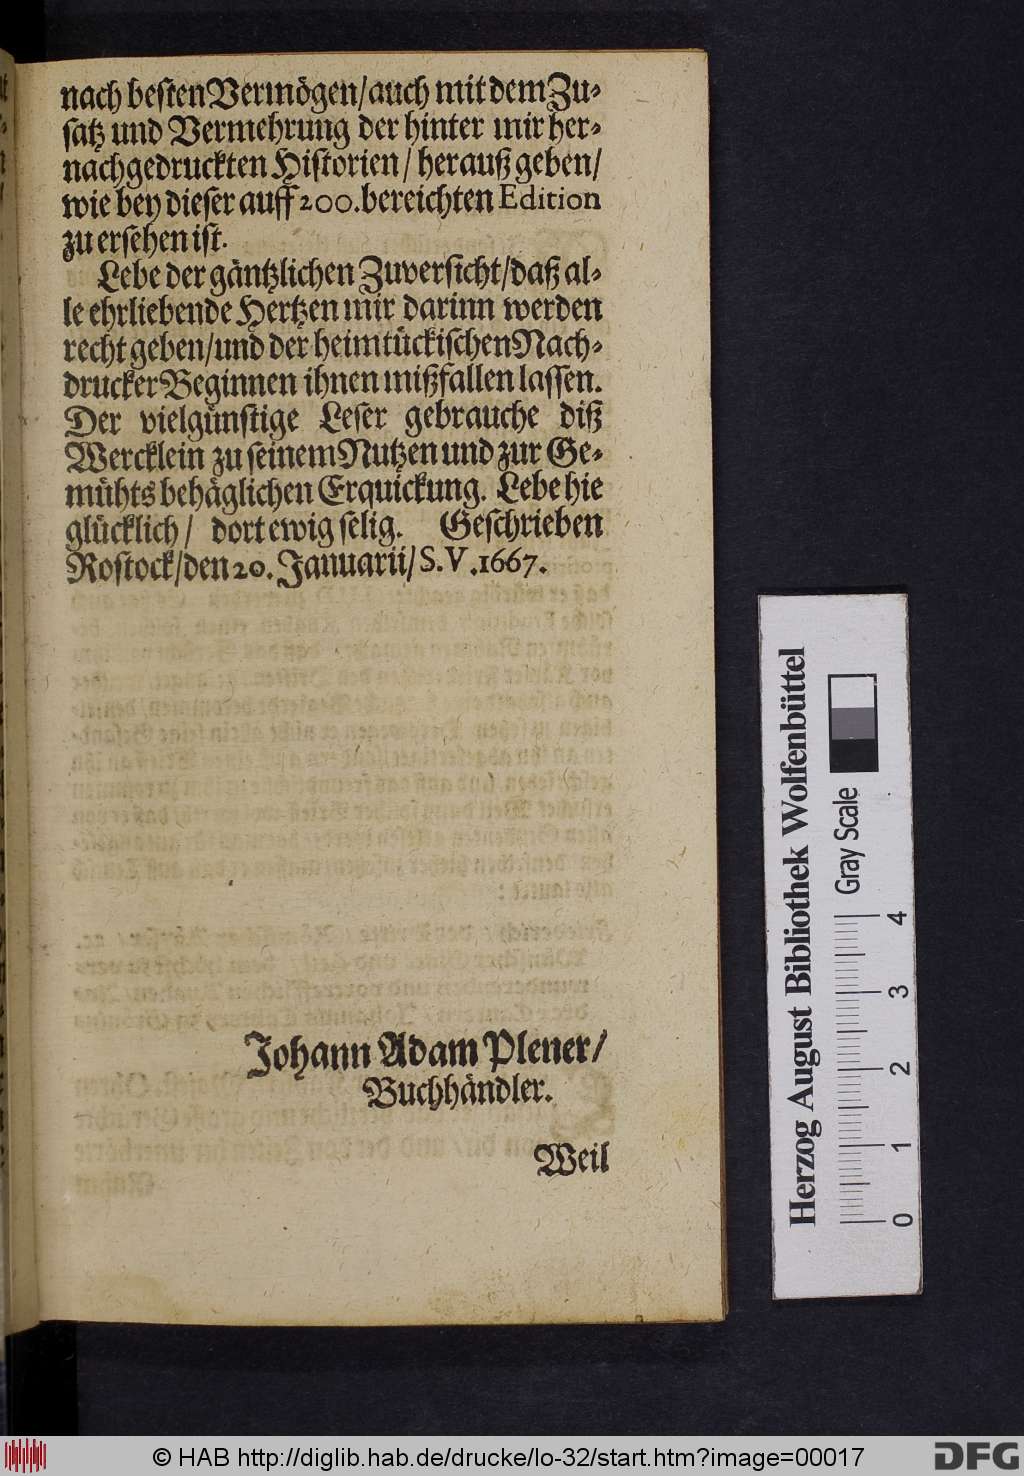 nach besten Vermögen/ auch mit dem Zu-
satz und Vermehrung der hinter mir her-
nachgedruckten Historien/ herauß geben/
wie bey dieser auff 200. bereichten Edition
zu ersehen ist.
Lebe der gäntzlichen Zuversicht/ daß al-
le ehrliebende Hertzen mir darinn werden
recht geben/ und der heimtückischen Nach-
drucker Beginnen ihnen mißfallen lassen.
Der vielgünstige Leser gebrauche diß
Wercklein zu seinem Nutzen und zur Ge-
mühts behäglichen Erquickung. Lebe hie
glücklich/ dort ewig selig. Geschrieben
Rostock/ den 20. Januarii/ S. V. 1667.
Johann Adam Plener/
Buchhändler.
Weil
Herzog August Bibliothek Wolfenbüttel
Gray Scale
0 1 2 3 4
© HAB http://diglib.hab.de/drucke/lo-32/start.htm?image=00017
DFG